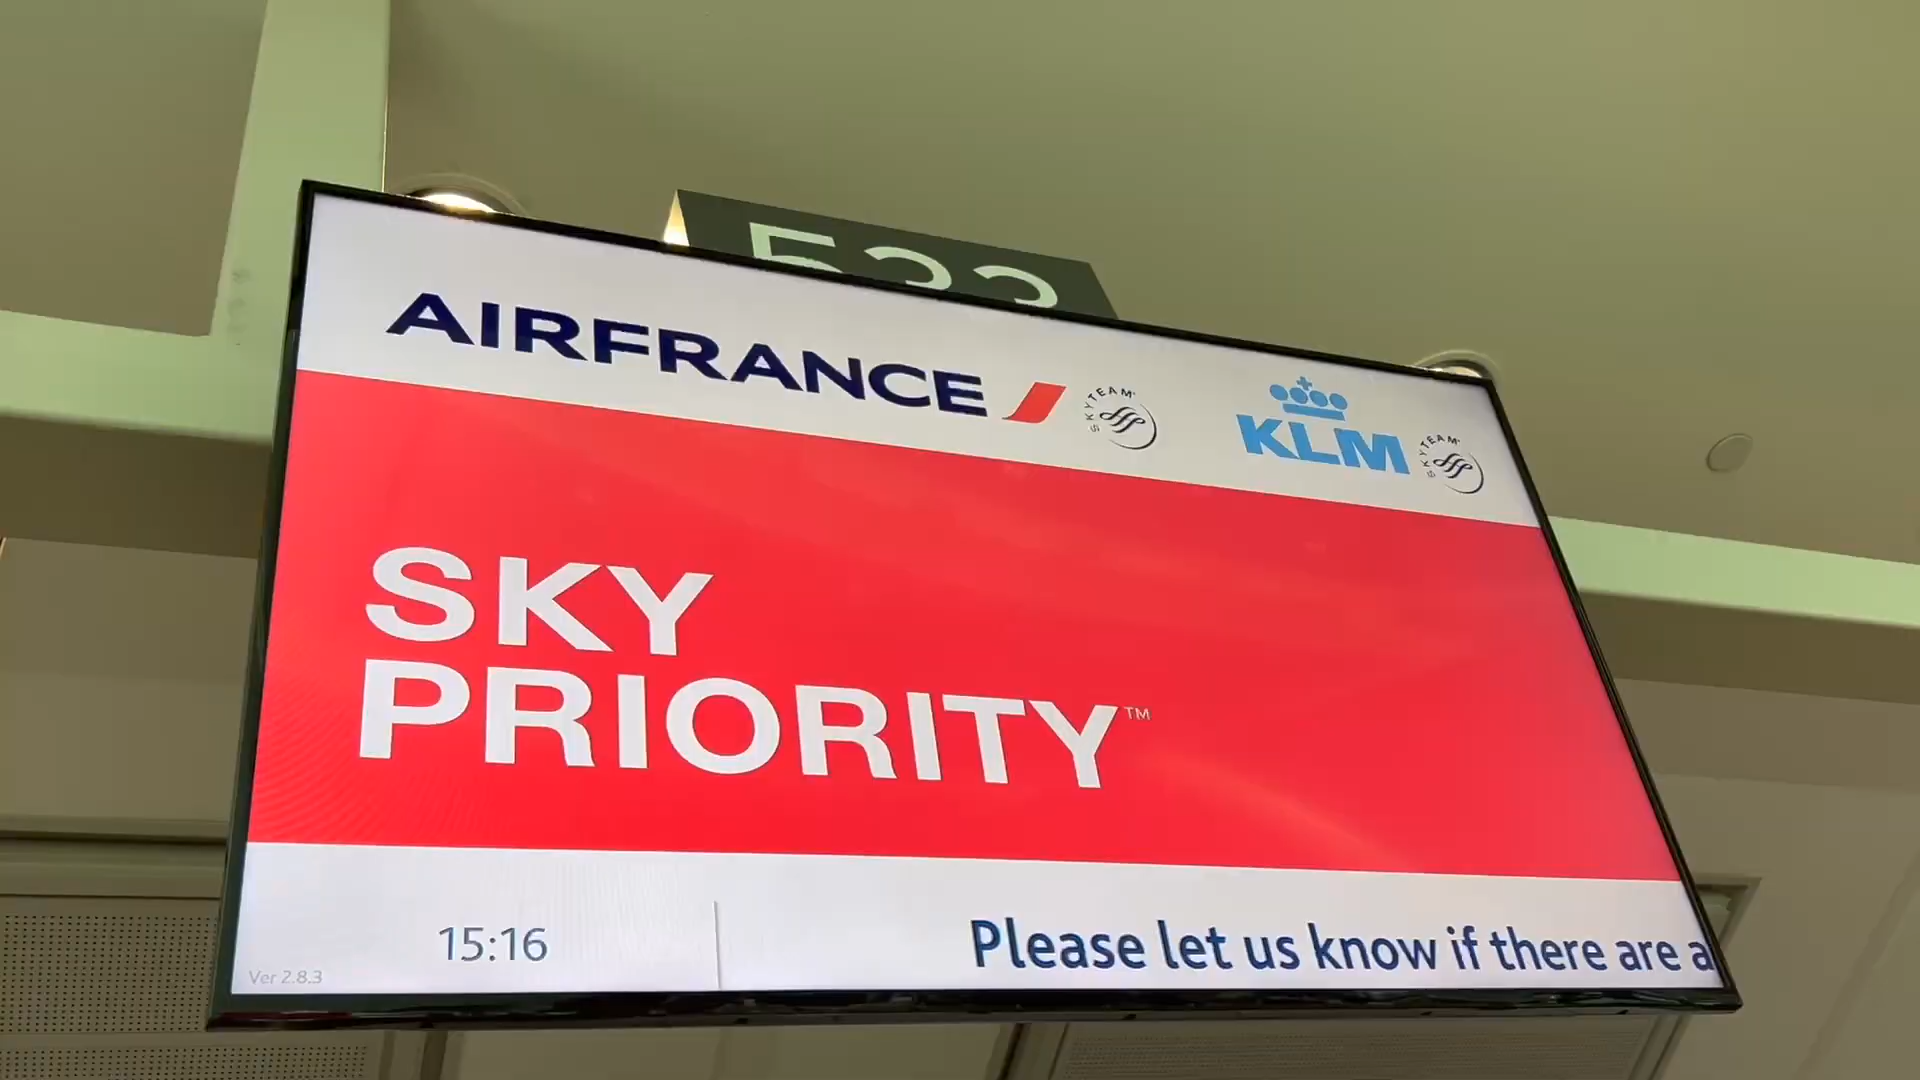 AIRFRANCE
SKYTEAM
KLM
SKYTEAM
SKY
PRIORITY™
15:16
Please let us know if there are a
Ver 2.8.3